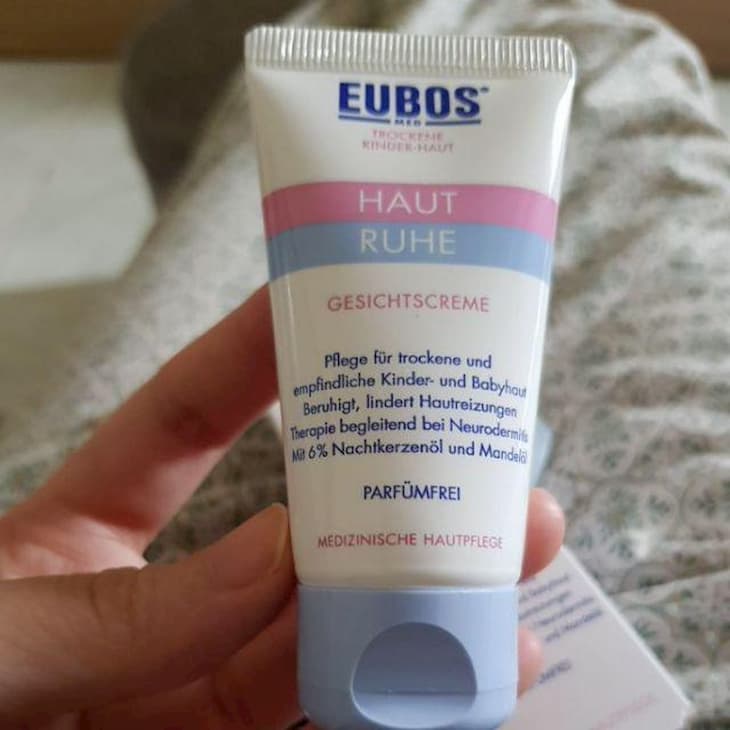 EUBOS
MED
TROCKENE
KINDER-HAUT
HAUT
RUHE
GESICHTSCREME
Pflege für trockene und
empfindliche Kinder- und Babyhaut
Beruhigt, lindert Hautreizungen
Therapie begleitend bei Neurodermitis
Mit 6% Nachtkerzenöl und Mandelöl
PARFÜMFREI
MEDIZINISCHE HAUTPFLEGE